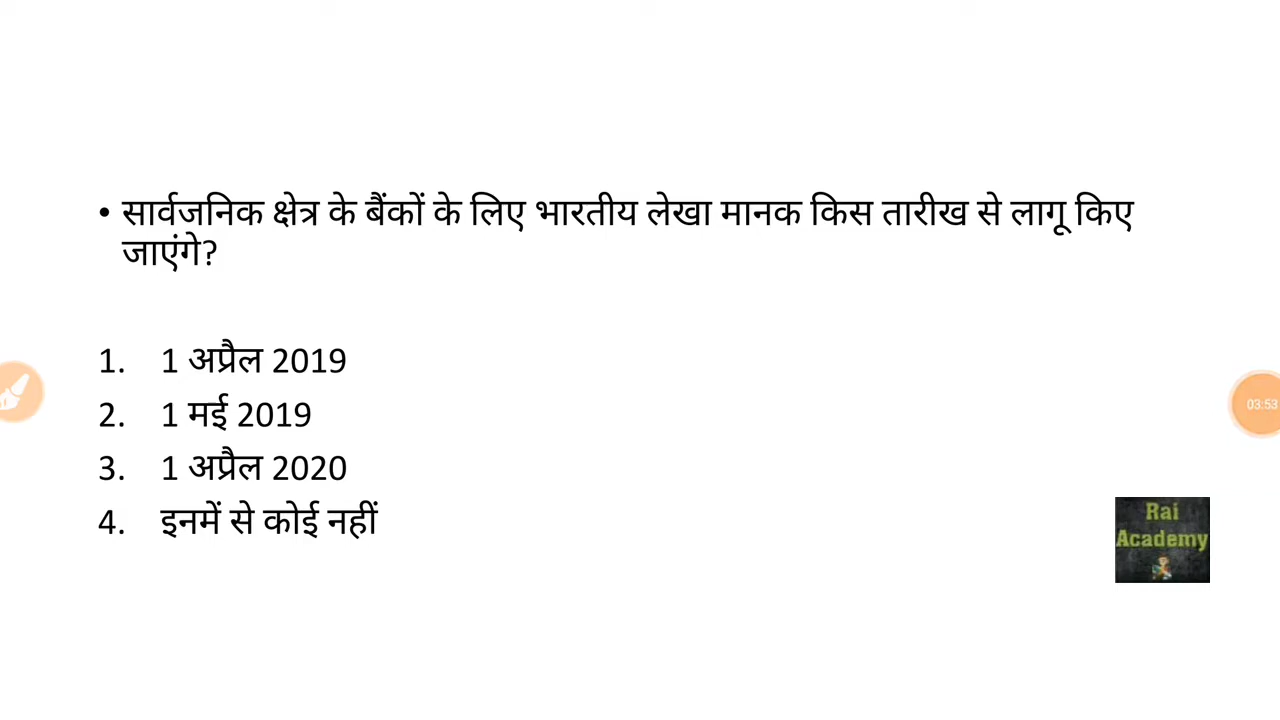 • सार्वजनिक क्षेत्र के बैंकों के लिए भारतीय लेखा मानक किस तारीख से लागू किए
जाएंगे?
1. 1 अप्रैल 2019
2. 1 मई 2019
3. 1 अप्रैल 2020
4. इनमें से कोई नहीं
03:53
Rai
Academy